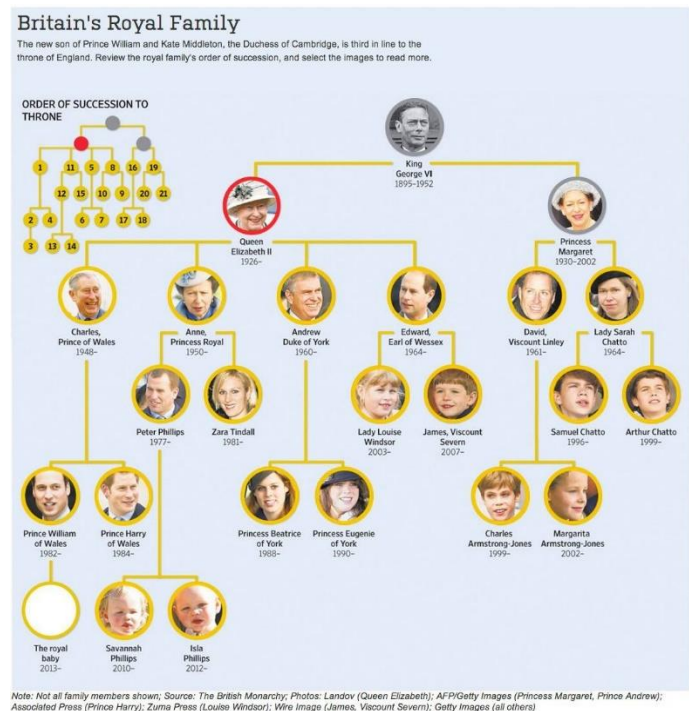 Britain's Royal Family
The new son of Prince William and Kate Middleton, the Duchess of Cambridge, is third in line to the
throne of England. Review the royal family's order of succession, and select the images to read more.
ORDER OF SUCCESSION TO
THRONE
1
11
5
8
16
19
12
15
10
9
20
21
2
4
6
7
17
18
3
13
14
King
George VI
1895–1952
Queen
Elizabeth II
1926–
Princess
Margaret
1930-2002
Charles,
Prince of Wales
1948–
Anne,
Princess Royal
1950–
Andrew
Duke of York
1960–
Edward,
Earl of Wessex
1964–
David,
Viscount Linley
1961–
Lady Sarah
Chatto
1964–
Peter Phillips
1977–
Zara Tindall
1981–
Lady Louise
Windsor
2003–
James, Viscount
Severn
2007–
Samuel Chatto
1996–
Arthur Chatto
1999–
Prince William
of Wales
1982–
Prince Harry
of Wales
1984–
Princess Beatrice
of York
1988–
Princess Eugenie
of York
1990–
Charles
Armstrong-Jones
1999–
Margarita
Armstrong-Jones
2002–
The royal
baby
2013–
Savannah
Phillips
2010–
Isla
Phillips
2012–
Note: Not all family members shown; Source: The British Monarchy; Photos: Landov (Queen Elizabeth); AFP/Getty Images (Princess Margaret, Prince Andrew);
Associated Press (Prince Harry); Zuma Press (Louise Windsor); Wire Image (James, Viscount Severn); Getty Images (all others)